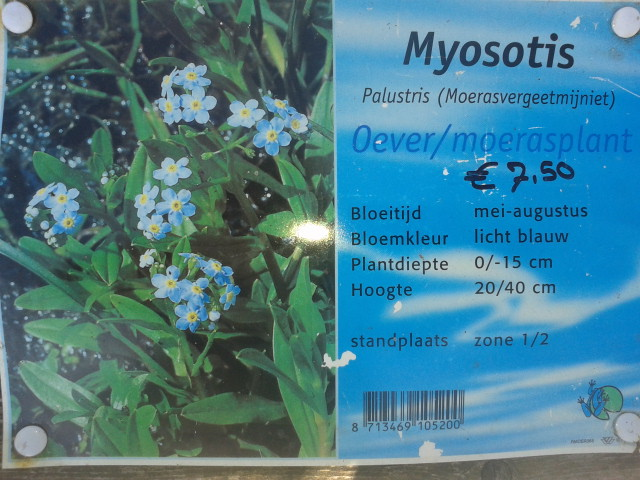 Myosotis
Palustris (Moerasvergeetmijniet)
Oever/moerasplant
€ 7,50
Bloeitijd mei-augustus
Bloemkleur licht blauw
Plantdiepte 0/-15 cm
Hoogte 20/40 cm
standplaats zone 1/2
8 713469 105200